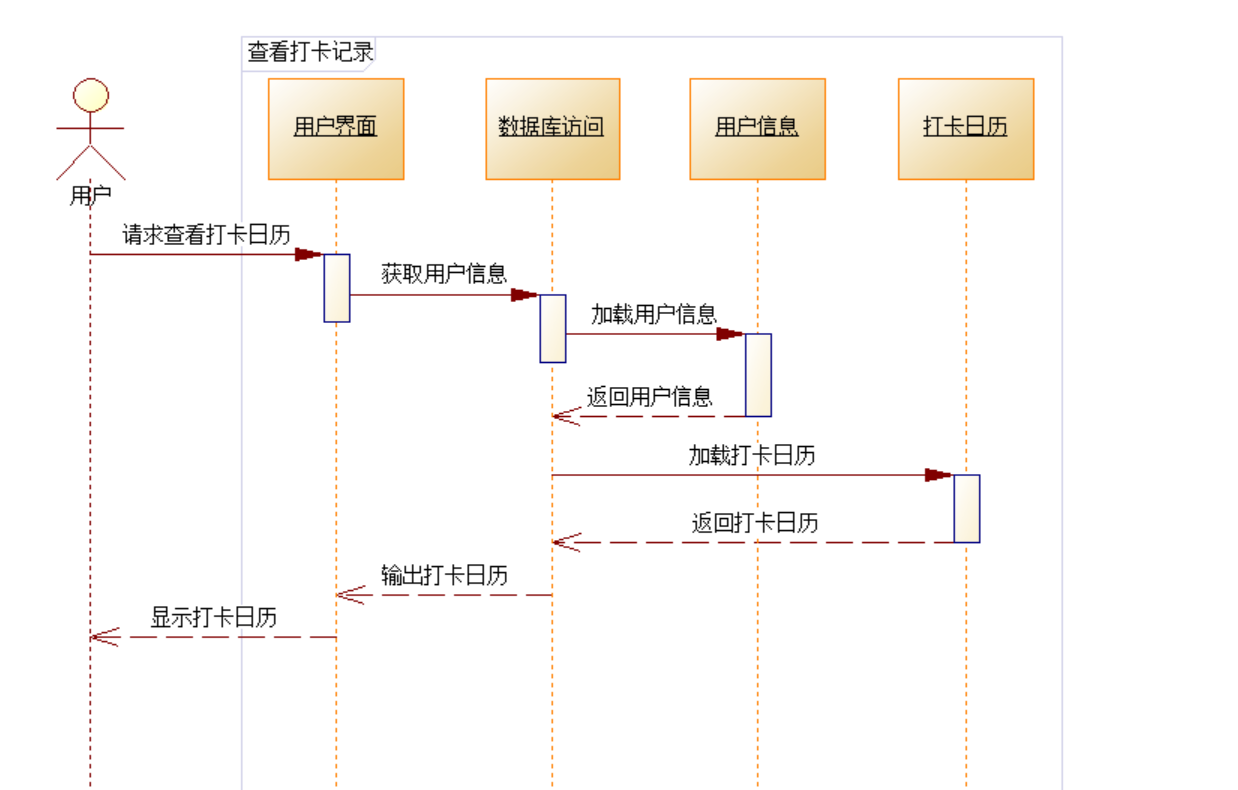 查看打卡记录
用户界面
数据库访问
用户信息
打卡日历
用户
请求查看打卡日历
获取用户信息
加载用户信息
返回用户信息
加载打卡日历
返回打卡日历
输出打卡日历
显示打卡日历